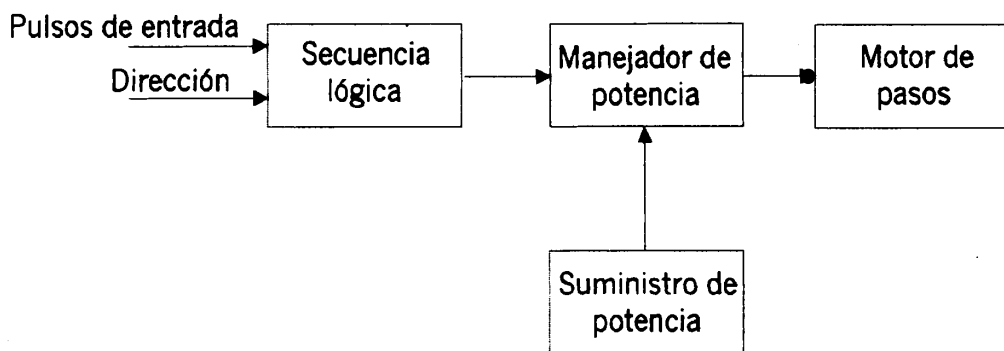 Pulsos de entrada
Dirección
Secuencia
lógica
Manejador de
potencia
Motor de
pasos
Suministro de
potencia